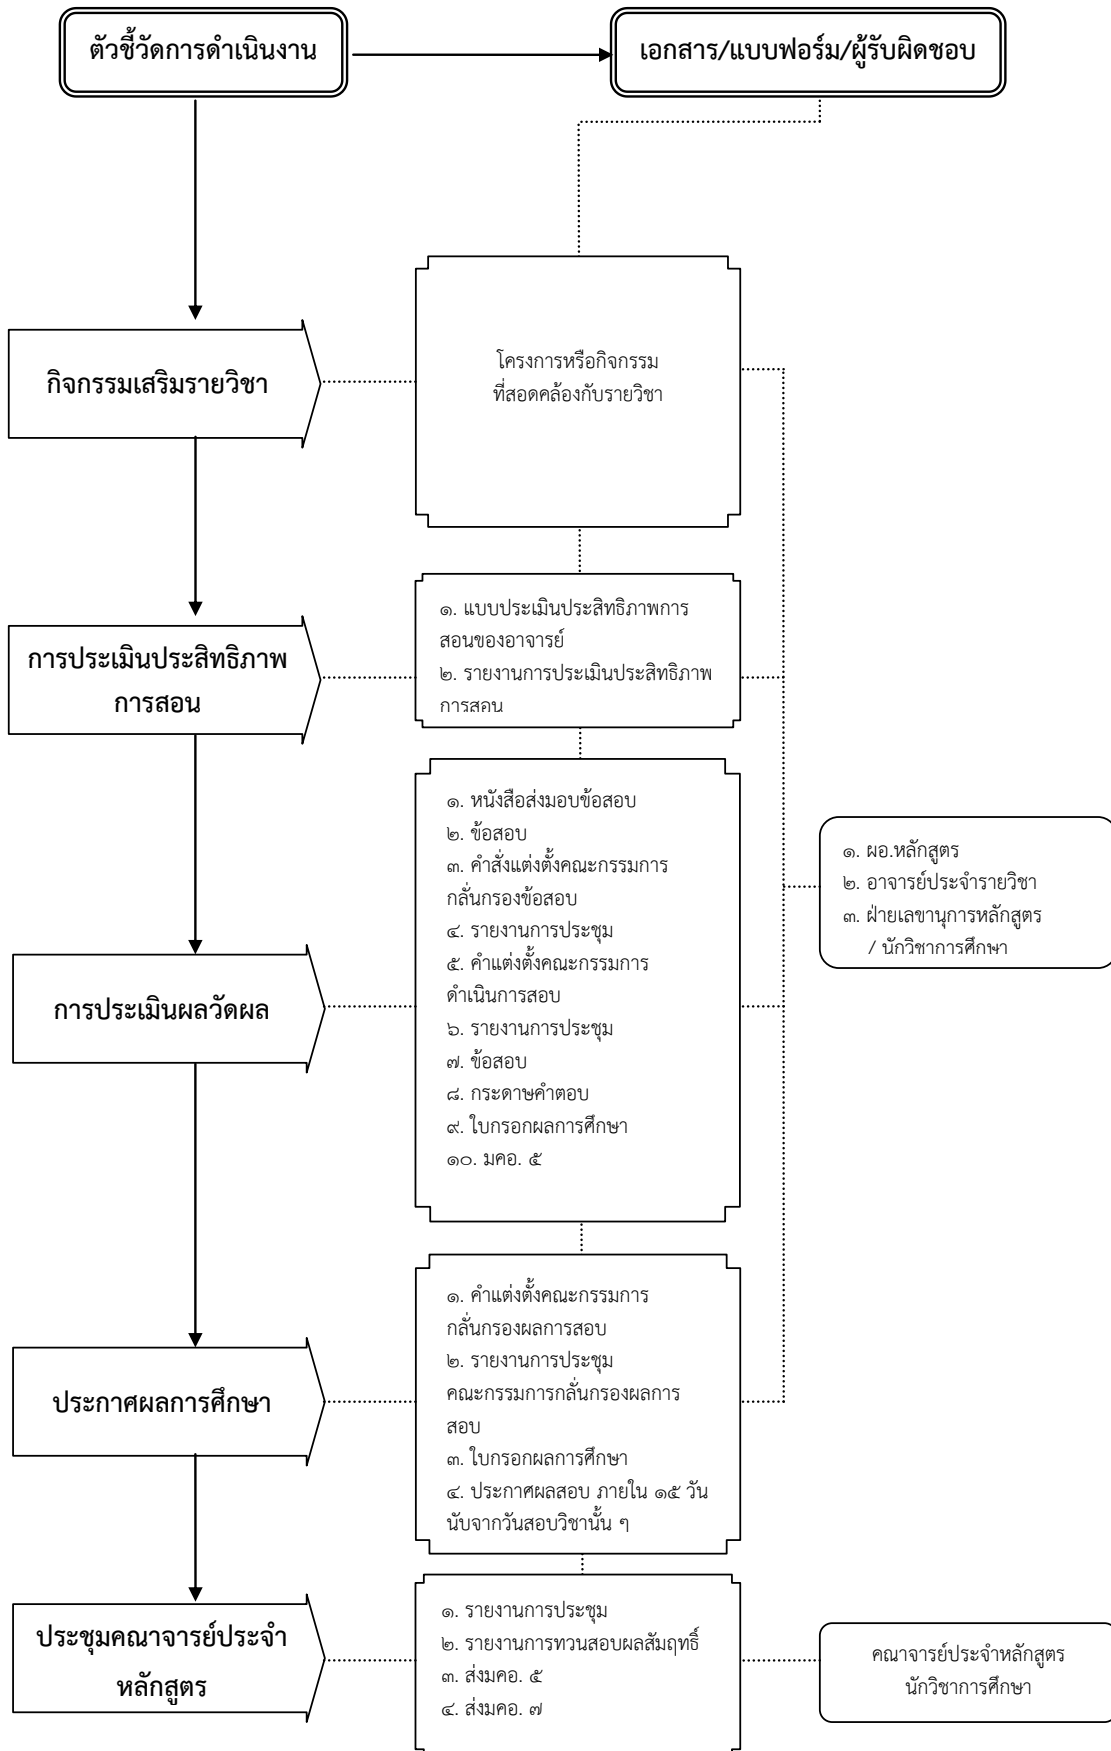 ตัวชี้วัดการดำเนินงาน
เอกสาร/แบบฟอร์ม/ผู้รับผิดชอบ
กิจกรรมเสริมรายวิชา
โครงการหรือกิจกรรม
ที่สอดคล้องกับรายวิชา
การประเมินประสิทธิภาพ
การสอน
๑. แบบประเมินประสิทธิภาพการ
สอนของอาจารย์
๒. รายงานการประเมินประสิทธิภาพ
การสอน
การประเมินผลวัดผล
๑. หนังสือส่งมอบข้อสอบ
๒. ข้อสอบ
๓. คำสั่งแต่งตั้งคณะกรรมการ
กลั่นกรองข้อสอบ
๔. รายงานการประชุม
๕. คำแต่งตั้งคณะกรรมการ
ดำเนินการสอบ
๖. รายงานการประชุม
๗. ข้อสอบ
๘. กระดาษคำตอบ
๙. ใบกรอกผลการศึกษา
๑๐. มคอ. ๕
๑. ผอ.หลักสูตร
๒. อาจารย์ประจำรายวิชา
๓. ฝ่ายเลขานุการหลักสูตร
/ นักวิชาการศึกษา
ประกาศผลการศึกษา
๑. คำแต่งตั้งคณะกรรมการ
กลั่นกรองผลการสอบ
๒. รายงานการประชุม
คณะกรรมการกลั่นกรองผลการ
สอบ
๓. ใบกรอกผลการศึกษา
๔. ประกาศผลสอบ ภายใน ๑๕ วัน
นับจากวันสอบวิชานั้น ๆ
ประชุมคณาจารย์ประจำ
หลักสูตร
๑. รายงานการประชุม
๒. รายงานการทวนสอบผลสัมฤทธิ์
๓. ส่งมคอ. ๕
๔. ส่งมคอ. ๗
คณาจารย์ประจำหลักสูตร
นักวิชาการศึกษา